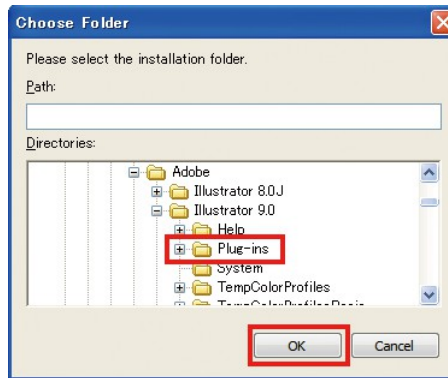 Choose Folder
Please select the installation folder.
Path:
Directories:
Adobe
Illustrator 8.0J
Illustrator 9.0
Help
Plug-ins
System
TempColorProfiles
OK
Cancel